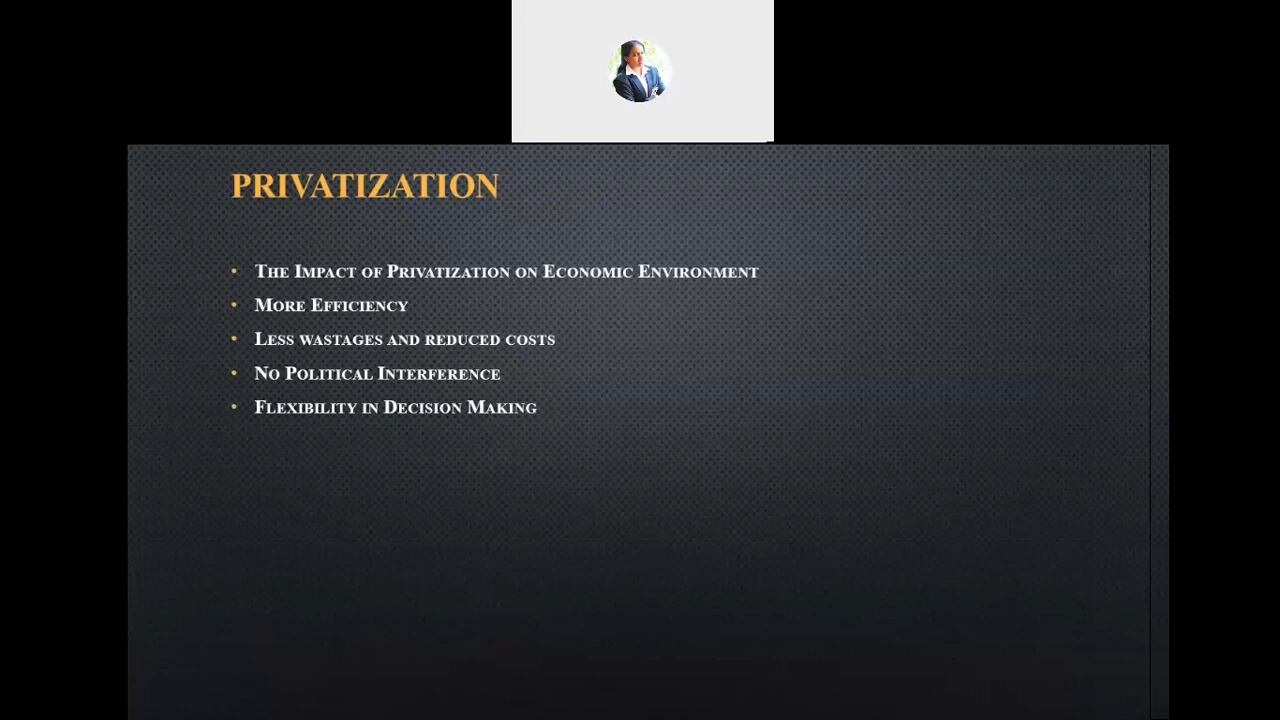 PRIVATIZATION
• The Impact of Privatization on Economic Environment
• More Efficiency
• Less wastages and reduced costs
• No Political Interference
• Flexibility in Decision Making